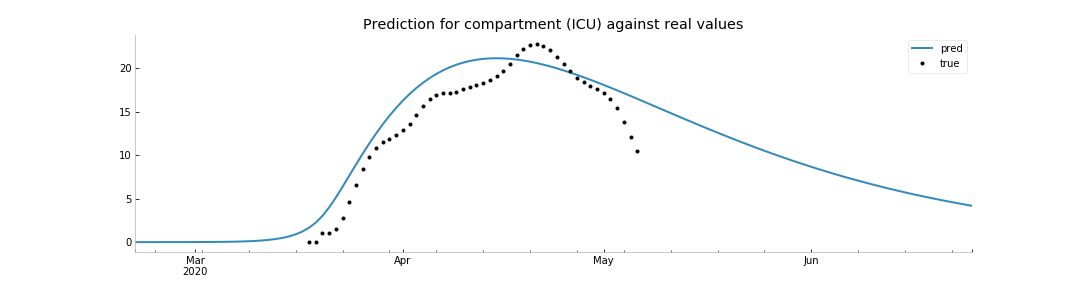 Prediction for compartment (ICU) against real values
pred
true
20
15
10
5
0
Mar
2020
Apr
May
Jun